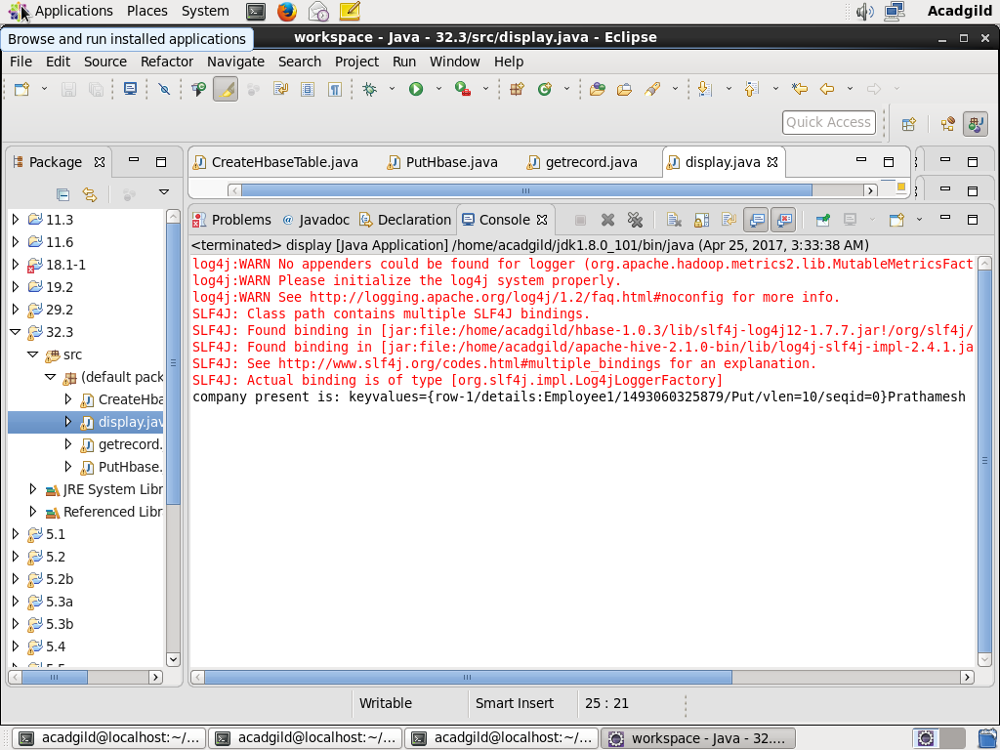 Applications Places System Acadgild
Browse and run installed applications
workspace - Java - 32.3/src/display.java - Eclipse
File Edit Source Refactor Navigate Search Project Run Window Help
Quick Access
Package
CreateHbaseTable.java PutHbase.java getrecord.java display.java
Problems Javadoc Declaration Console
<terminated> display [Java Application] /home/acadgild/jdk1.8.0_101/bin/java (Apr 25, 2017, 3:33:38 AM)
11.3
11.6
18.1-1
19.2
29.2
32.3
src
(default pack
CreateHba
display.jav
getrecord.
PutHbase.
JRE System Libr
Referenced Libr
5.1
5.2
5.2b
5.3a
5.3b
5.4
log4j:WARN No appenders could be found for logger (org.apache.hadoop.metrics2.lib.MutableMetricsFact
log4j:WARN Please initialize the log4j system properly.
log4j:WARN See http://logging.apache.org/log4j/1.2/faq.html#noconfig for more info.
SLF4J: Class path contains multiple SLF4J bindings.
SLF4J: Found binding in [jar:file:/home/acadgild/hbase-1.0.3/lib/slf4j-log4j12-1.7.7.jar!/org/slf4j/
SLF4J: Found binding in [jar:file:/home/acadgild/apache-hive-2.1.0-bin/lib/log4j-slf4j-impl-2.4.1.ja
SLF4J: See http://www.slf4j.org/codes.html#multiple_bindings for an explanation.
SLF4J: Actual binding is of type [org.slf4j.impl.Log4jLoggerFactory]
company present is: keyvalues={row-1/details:Employee1/1493060325879/Put/vlen=10/seqid=0}Prathamesh
Writable Smart Insert 25 : 21
acadgild@localhost:~/... acadgild@localhost:~/... acadgild@localhost:~/... workspace - Java - 32....